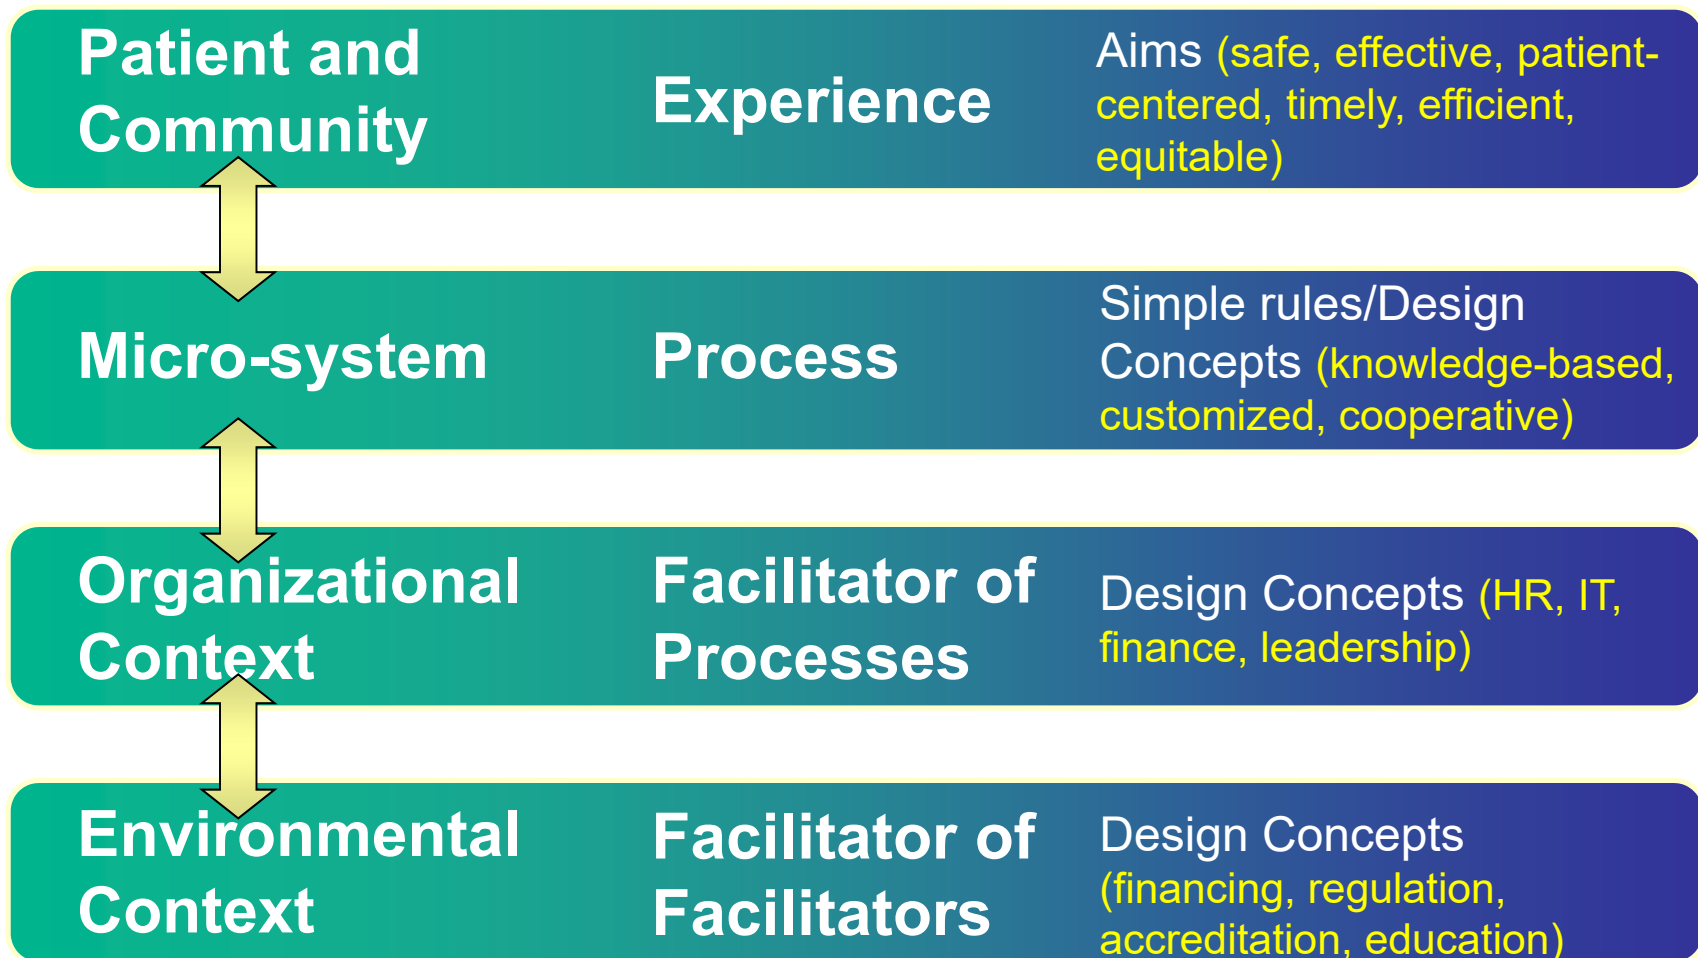 Patient and
Community
Experience
Aims (safe, effective, patient-
centered, timely, efficient,
equitable)
Micro-system
Process
Simple rules/Design
Concepts (knowledge-based,
customized, cooperative)
Organizational
Context
Facilitator of
Processes
Design Concepts (HR, IT,
finance, leadership)
Environmental
Context
Facilitator of
Facilitators
Design Concepts
(financing, regulation,
accreditation, education)